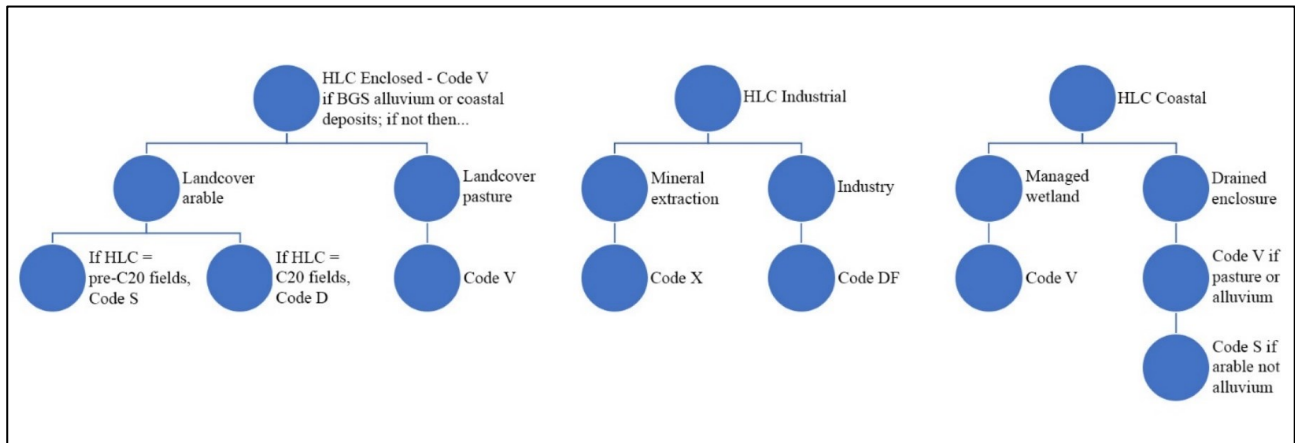 HLC Enclosed - Code V
if BGS alluvium or coastal
deposits; if not then...
Landcover
arable
If HLC =
pre-C20 fields,
Code S
If HLC =
C20 fields,
Code D
Landcover
pasture
Code V
HLC Industrial
Mineral
extraction
Code X
Industry
Code DF
HLC Coastal
Managed
wetland
Code V
Drained
enclosure
Code V if
pasture or
alluvium
Code S if
arable not
alluvium